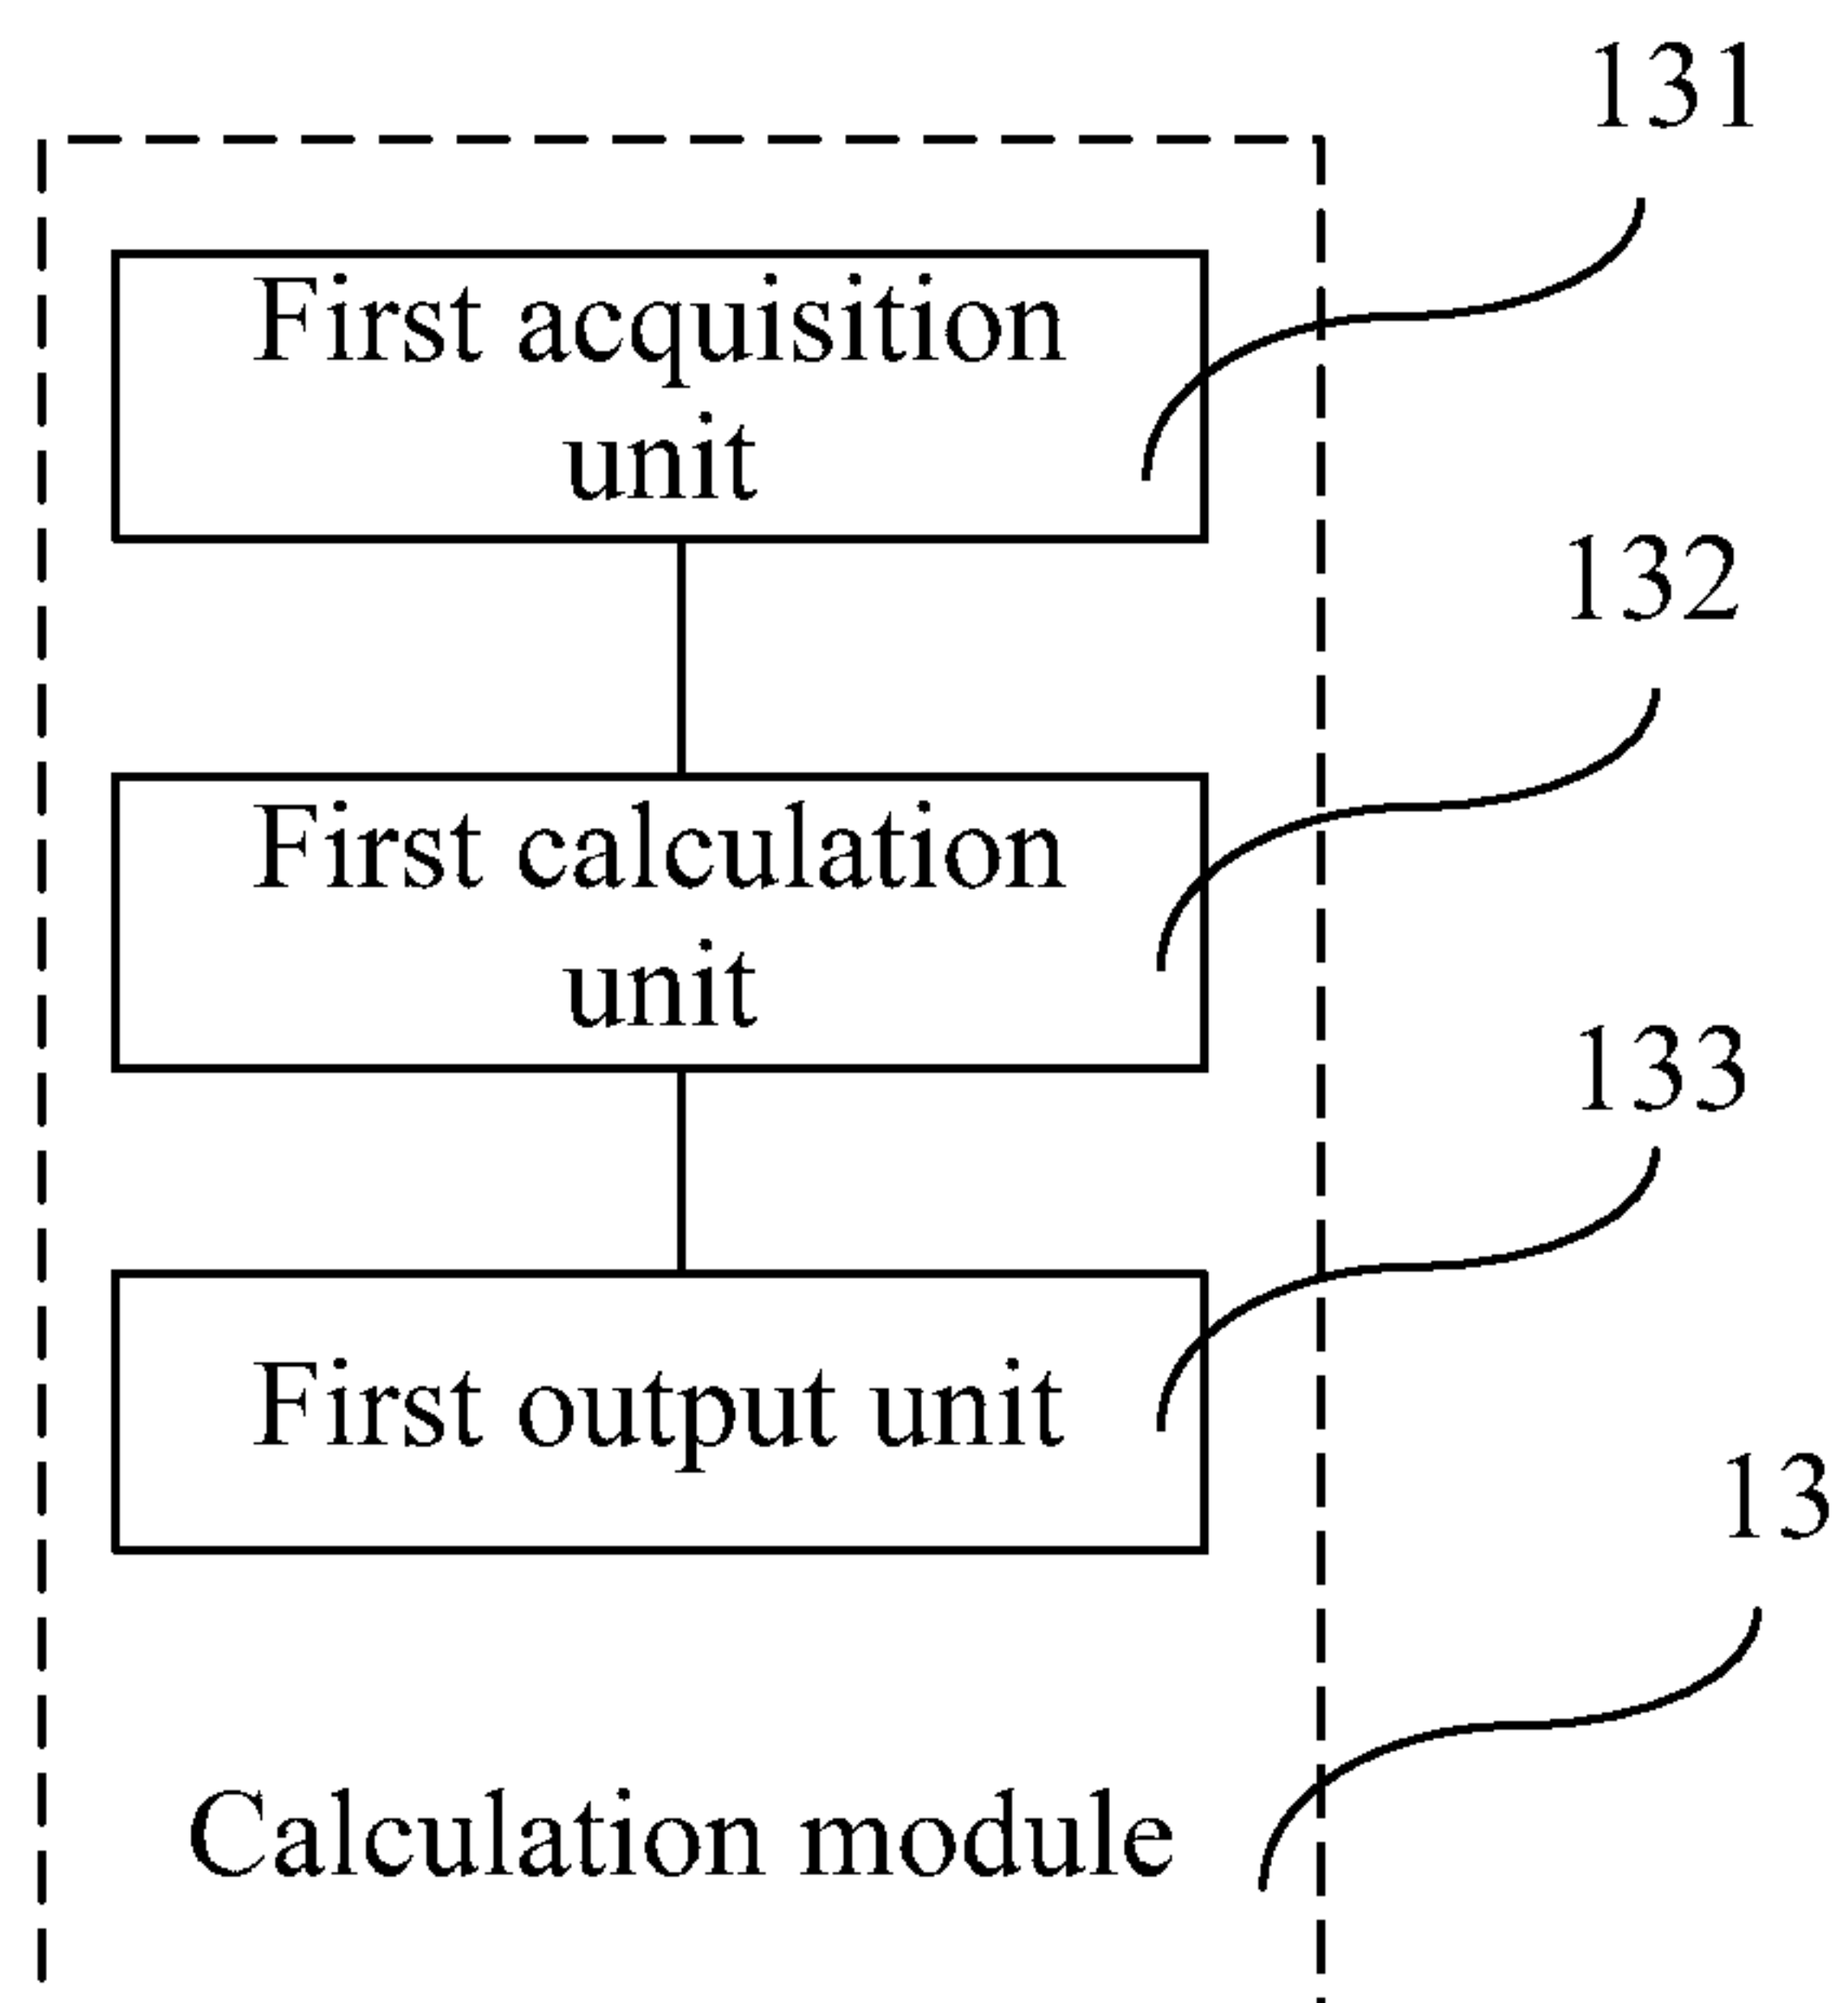 131
First acquisition
unit
132
First calculation
unit
133
First output unit
13
Calculation module